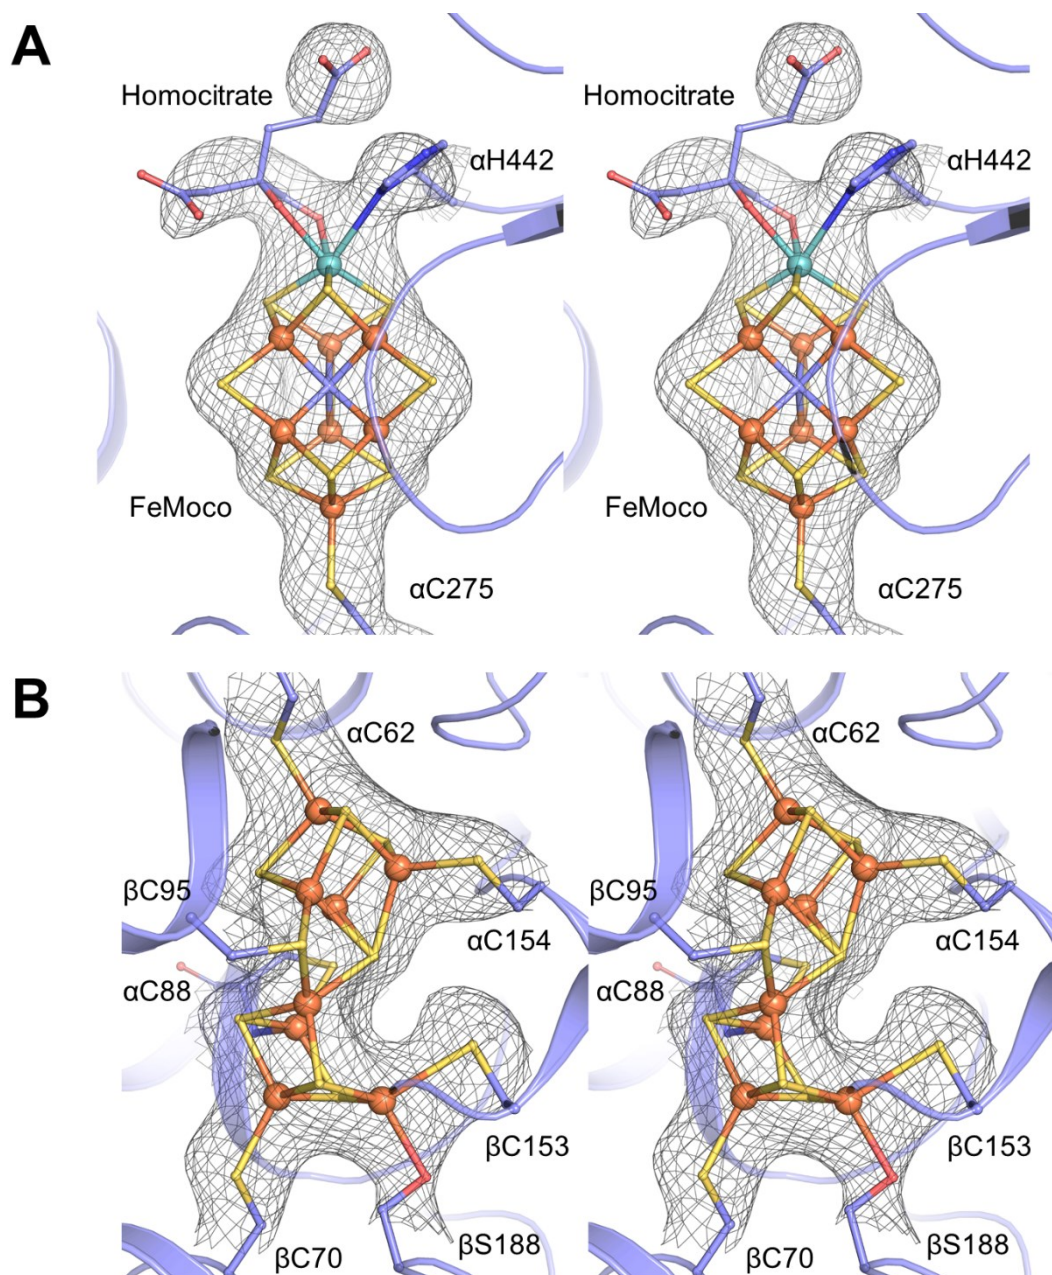 A
Homocitrate Homocitrate
αH442 αH442
FeMoco FeMoco
αC275 αC275
B
αC62 αC62
βC95 βC95
αC154 αC154
αC88 αC88
βC153 βC153
βC70 βS188 βC70 βS188